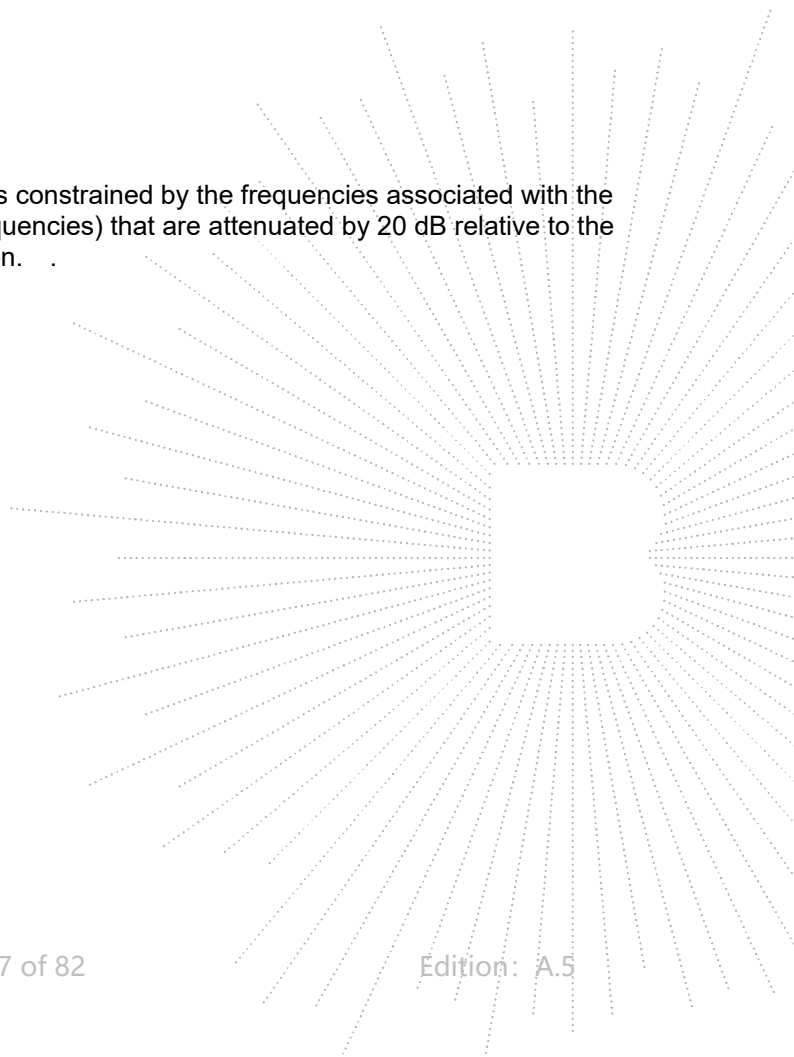 s constrained by the frequencies associated with the
quencies) that are attenuated by 20 dB relative to the
n. .
7 of 82 Edition: A.5